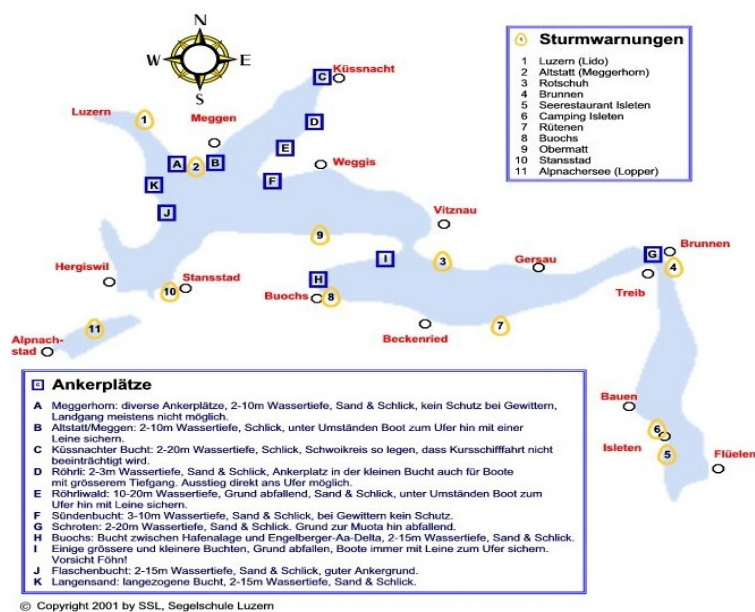 N
W
E
S
C
Küssnacht
Sturmwarnungen
1 Luzern (Lido)
2 Altstatt (Meggerhorn)
3 Rotschuh
4 Brunnen
5 Seerestaurant Isleten
6 Camping Isleten
7 Rütenen
8 Buochs
9 Obermatt
10 Stansstad
11 Alpnachersee (Lopper)
Luzern
1
Meggen
D
E
A
2
B
Weggis
K
F
J
Vitznau
9
Brunnen
Hergiswil
Stansstad
I
3
Gersau
G
4
10
H
Treib
Buochs
8
11
7
Alpnach-
stad
Beckenried
Bauen
6
Isleten
5
Flüelen
Ankerplätze
A Meggerhorn: diverse Ankerplätze, 2-10m Wassertiefe, Sand & Schlick, kein Schutz bei Gewittern,
Landgang meistens nicht möglich.
B Altstatt/Meggen: 2-10m Wassertiefe, Schlick, unter Umständen Boot zum Ufer hin mit einer
Leine sichern.
C Küssnachter Bucht: 2-20m Wassertiefe, Schlick, Schwoikreis so legen, dass Kursschifffahrt nicht
beeinträchtigt wird.
D Röhrli: 2-3m Wassertiefe, Sand & Schlick, Ankerplatz in der kleinen Bucht auch für Boote
mit grösserem Tiefgang. Ausstieg direkt ans Ufer möglich.
E Röhrliwald: 10-20m Wassertiefe, Grund abfallend, Sand & Schlick, unter Umständen Boot zum
Ufer hin mit Leine sichern.
F Sündenbucht: 3-10m Wassertiefe, Sand & Schlick, bei Gewittern kein Schutz.
G Schroten: 2-20m Wassertiefe, Sand & Schlick. Grund zur Muota hin abfallend.
H Buochs: Bucht zwischen Hafenalage und Engelberger-Aa-Delta, 2-15m Wassertiefe, Sand & Schlick.
I Einige grössere und kleinere Buchten, Grund abfallen, Boote immer mit Leine zum Ufer sichern.
Vorsicht Föhn!
J Flaschenbucht: 2-15m Wassertiefe, Sand & Schlick, guter Ankergrund.
K Langensand: langezogene Bucht, 2-15m Wassertiefe, Sand & Schlick.
© Copyright 2001 by SSL, Segelschule Luzern